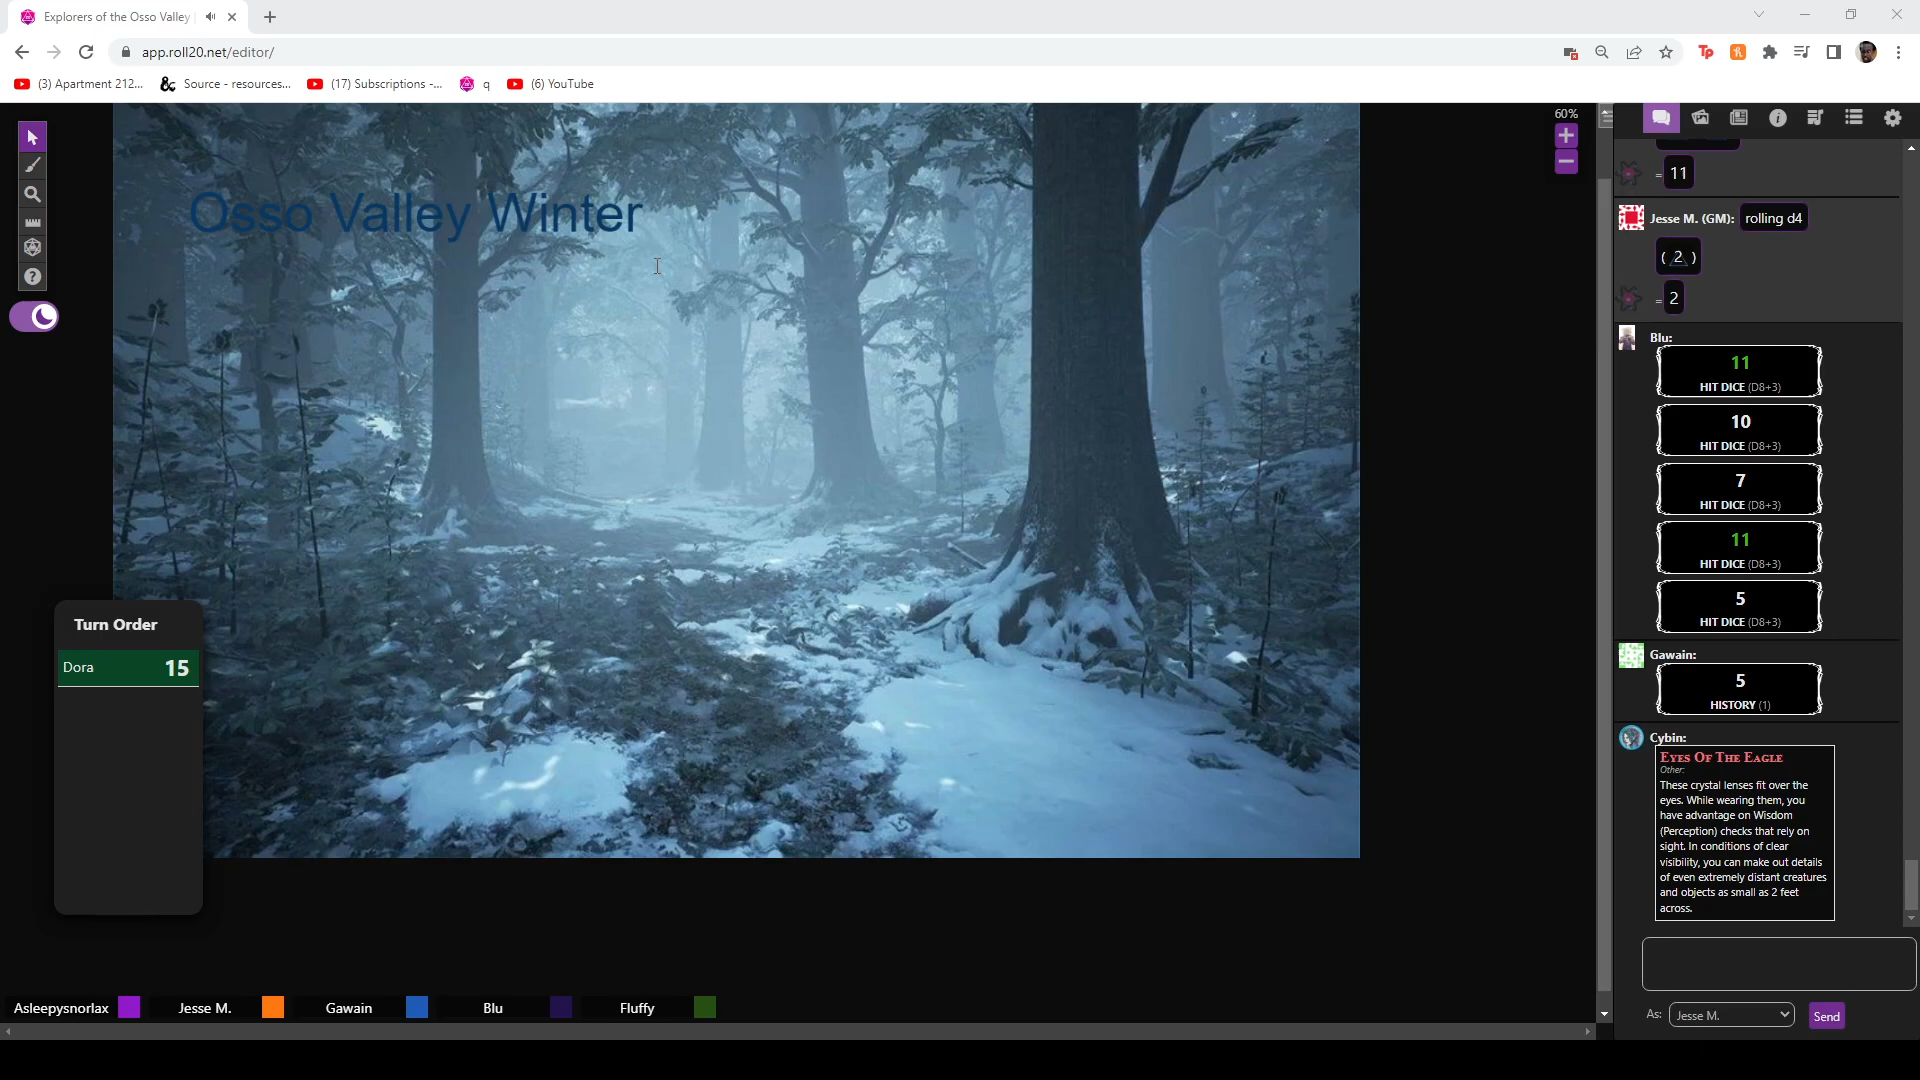 Explorers of the Osso Valley
app.roll20.net/editor/
(3) Apartment 212...
Source - resources...
(17) Subscriptions -...
q
(6) YouTube
60%
Osso Valley Winter
Turn Order
Dora 15
Asleepysnorlax
Jesse M.
Gawain
Blu
Fluffy
= 11
Jesse M. (GM): rolling d4
( 2 )
= 2
Blu:
11
HIT DICE (D8+3)
10
HIT DICE (D8+3)
7
HIT DICE (D8+3)
11
HIT DICE (D8+3)
5
HIT DICE (D8+3)
Gawain:
5
HISTORY (1)
Cybin:
EYES OF THE EAGLE
Other:
These crystal lenses fit over the
eyes. While wearing them, you
have advantage on Wisdom
(Perception) checks that rely on
sight. In conditions of clear
visibility, you can make out details
of even extremely distant creatures
and objects as small as 2 feet
across.
As: Jesse M.
Send